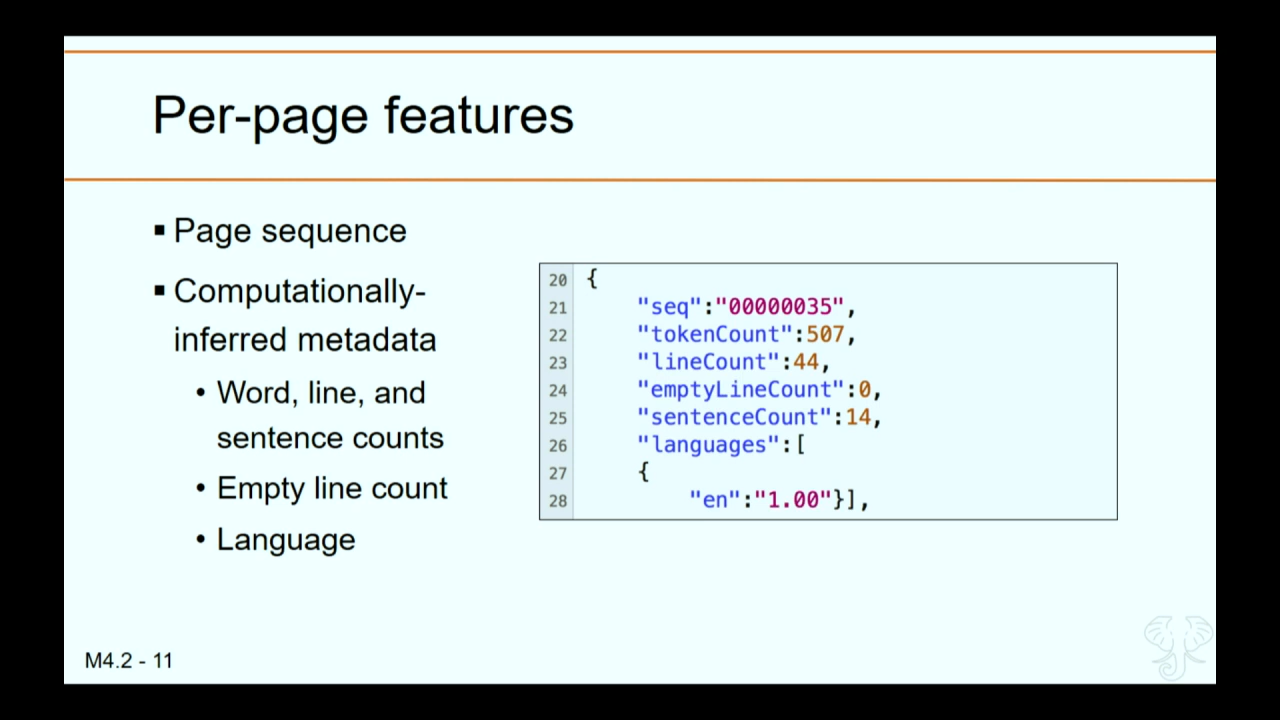 Per-page features
▪ Page sequence
▪ Computationally-
inferred metadata
• Word, line, and
sentence counts
• Empty line count
• Language
20 {
21 "seq":"00000035",
22 "tokenCount":507,
23 "lineCount":44,
24 "emptyLineCount":0,
25 "sentenceCount":14,
26 "languages":[
27 {
28 "en":"1.00"}],
M4.2 - 11